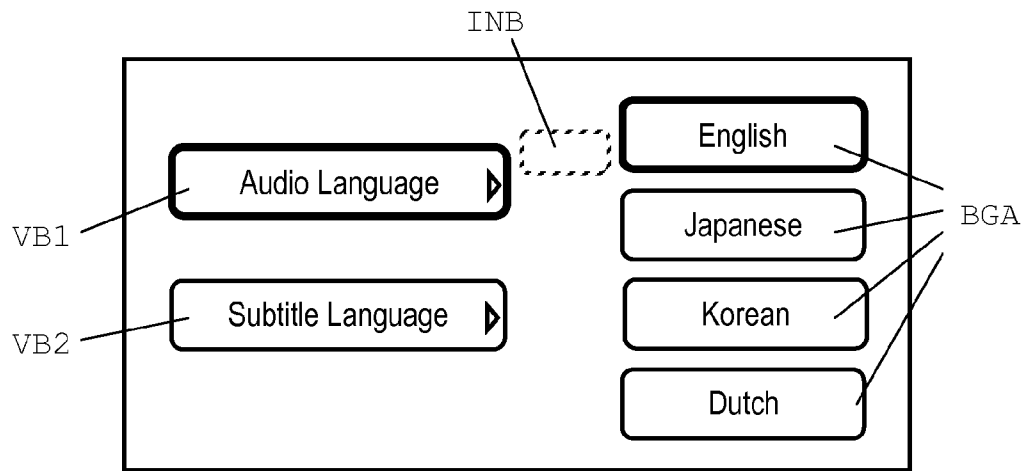 INB
English
Audio Language
VB1
Japanese
BGA
Subtitle Language
Korean
VB2
Dutch